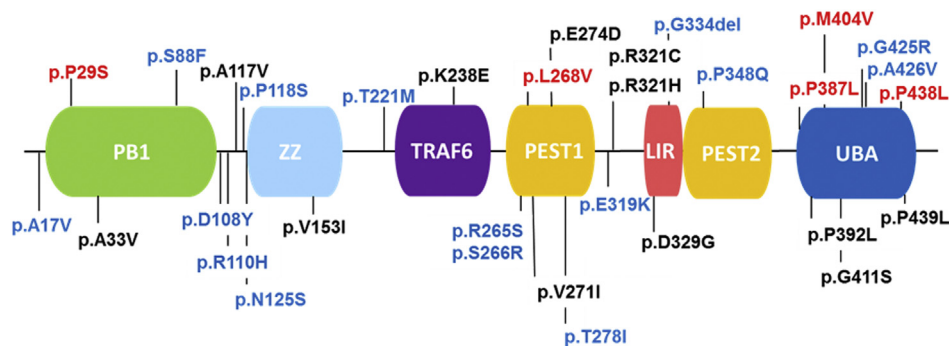 p.M404V
p.E274D
p.G334del
p.S88F
p.R321C
p.G425R
p.P29S
p.A117V
p.K238E
p.L268V
p.R321H
p.P348Q
p.A426V
p.P118S
p.T221M
p.P387L
p.P438L
PB1
ZZ
TRAF6
PEST1
LIR
PEST2
UBA
p.A17V
p.A33V
p.D108Y
p.V153I
p.R265S
p.E319K
p.D329G
p.P392L
p.P439L
p.S266R
p.R110H
p.G411S
p.N125S
p.V271I
p.T278I